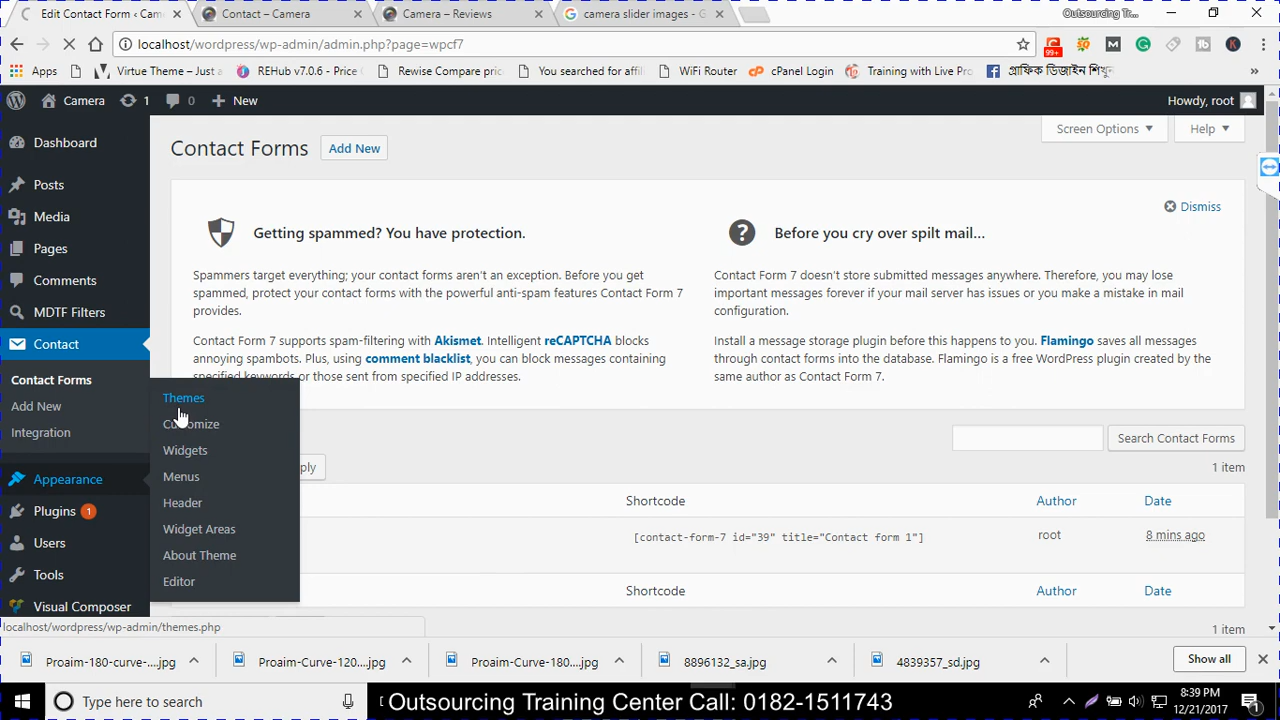 Edit Contact Form ‹ Cam
Contact – Camera
Camera – Reviews
camera slider images - G
Outsourcing Tr...
localhost/wordpress/wp-admin/admin.php?page=wpcf7
99+
Apps
Virtue Theme – Just a
REHub v7.0.6 - Pr
Rewise Compare pric
You searched for affil
WiFi Router
cPanel Login
Training with Live Pro
গ্রাফিক ডিজাইন শিখুন
»
Camera
1
0
New
Howdy, root
Screen Options
Help
Contact Forms
Add New
Dashboard
Posts
Media
Pages
Comments
MDTF Filters
Contact
Contact Forms
Add New
Integration
Appearance
Plugins 1
Users
Tools
Visual Composer
Themes
Customize
Widgets
Menus
Header
Widget Areas
About Theme
Editor
Dismiss
Getting spammed? You have protection.
Spammers target everything; your contact forms aren't an exception. Before you get
spammed, protect your contact forms with the powerful anti-spam features Contact Form 7
provides.
Contact Form 7 supports spam-filtering with Akismet. Intelligent reCAPTCHA blocks
annoying spambots. Plus, using comment blacklist, you can block messages containing
specified keywords or those sent from specified IP addresses.
Before you cry over spilt mail…
Contact Form 7 doesn't store submitted messages anywhere. Therefore, you may lose
important messages forever if your mail server has issues or you make a mistake in mail
configuration.
Install a message storage plugin before this happens to you. Flamingo saves all messages
through contact forms into the database. Flamingo is a free WordPress plugin created by the
same author as Contact Form 7.
Search Contact Forms
ply
1 item
Shortcode
Author
Date
[contact-form-7 id="39" title="Contact form 1"]
root
8 mins ago
Shortcode
Author
Date
1 item
localhost/wordpress/wp-admin/themes.php
Proaim-180-curve-....jpg
Proaim-Curve-120....jpg
Proaim-Curve-180....jpg
8896132_sa.jpg
4839357_sd.jpg
Show all
Type here to search
Outsourcing Training Center Call: 0182-1511743
8:39 PM
12/21/2017
1